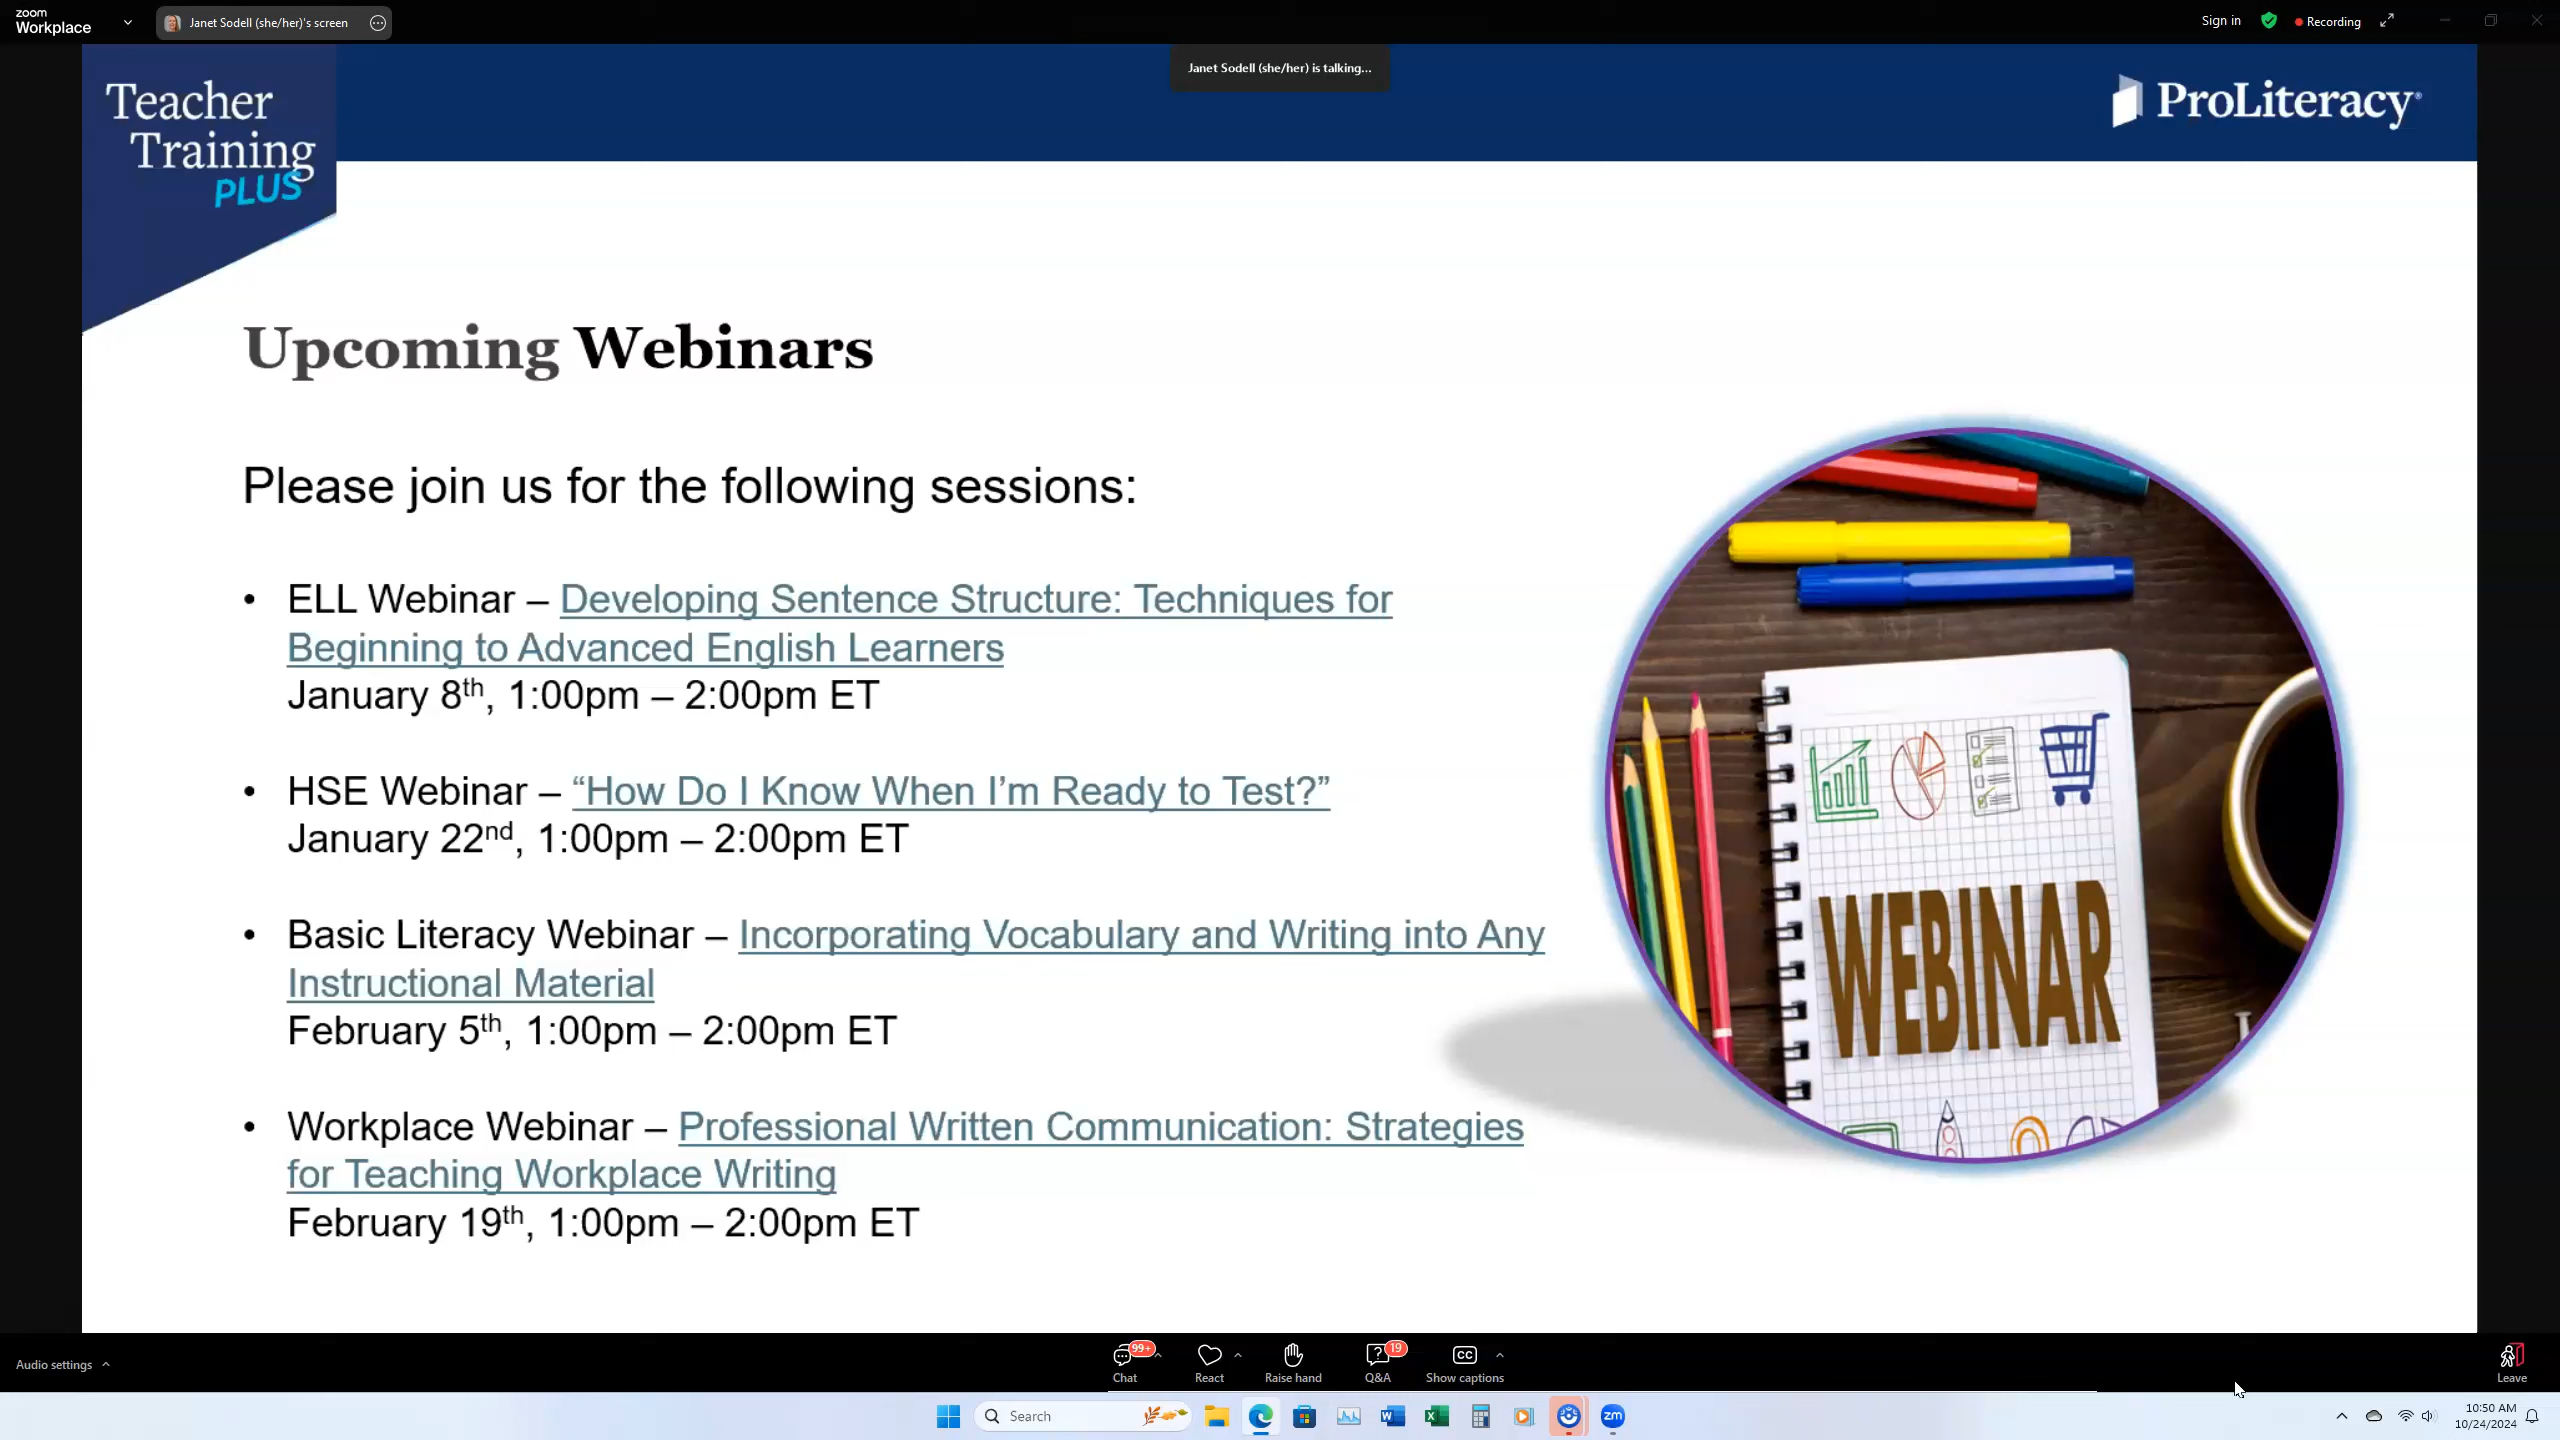 zoom
Workplace
Janet Sodell (she/her)'s screen
Sign in
Recording
Janet Sodell (she/her) is talking...
Teacher
Training
PLUS
ProLiteracy®
Upcoming Webinars
Please join us for the following sessions:
• ELL Webinar – Developing Sentence Structure: Techniques for
Beginning to Advanced English Learners
January 8th, 1:00pm – 2:00pm ET
• HSE Webinar – “How Do I Know When I’m Ready to Test?”
January 22nd, 1:00pm – 2:00pm ET
• Basic Literacy Webinar – Incorporating Vocabulary and Writing into Any
Instructional Material
February 5th, 1:00pm – 2:00pm ET
• Workplace Webinar – Professional Written Communication: Strategies
for Teaching Workplace Writing
February 19th, 1:00pm – 2:00pm ET
WEBINAR
Audio settings
99+
Chat
React
Raise hand
19
Q&A
CC
Show captions
Leave
Search
zm
10:50 AM
10/24/2024